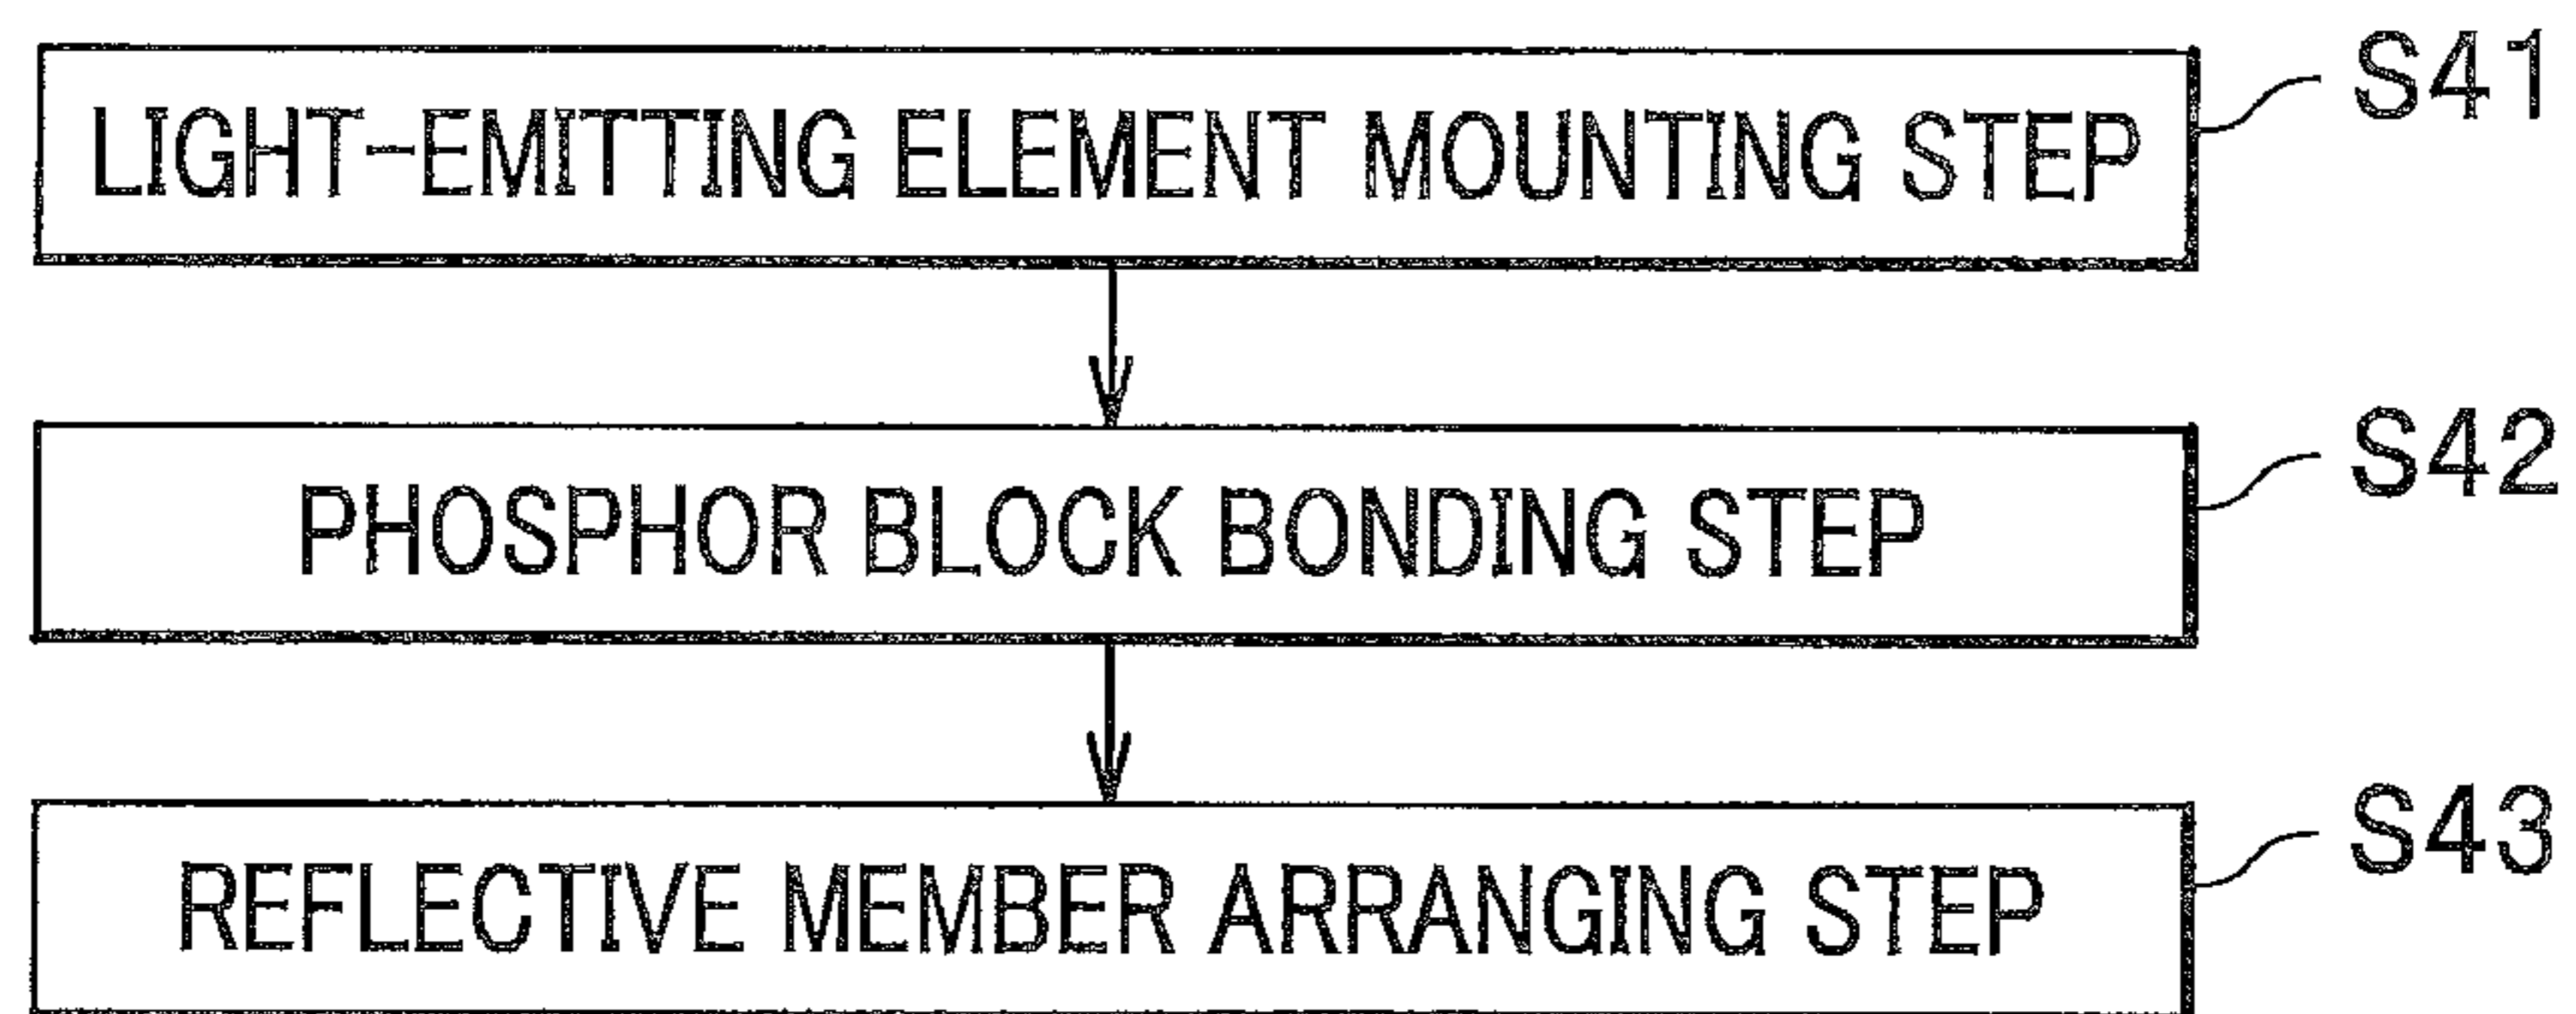 LIGHT-EMITTING ELEMENT MOUNTING STEP S41
PHOSPHOR BLOCK BONDING STEP S42
REFLECTIVE MEMBER ARRANGING STEP S43